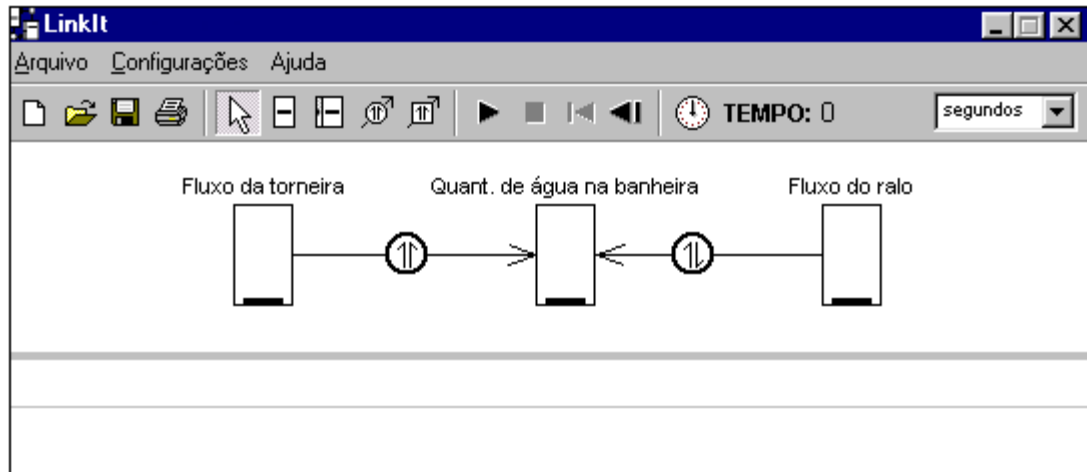 LinkIt
Arquivo Configurações Ajuda
TEMPO: 0 segundos
Fluxo da torneira Quant. de água na banheira Fluxo do ralo